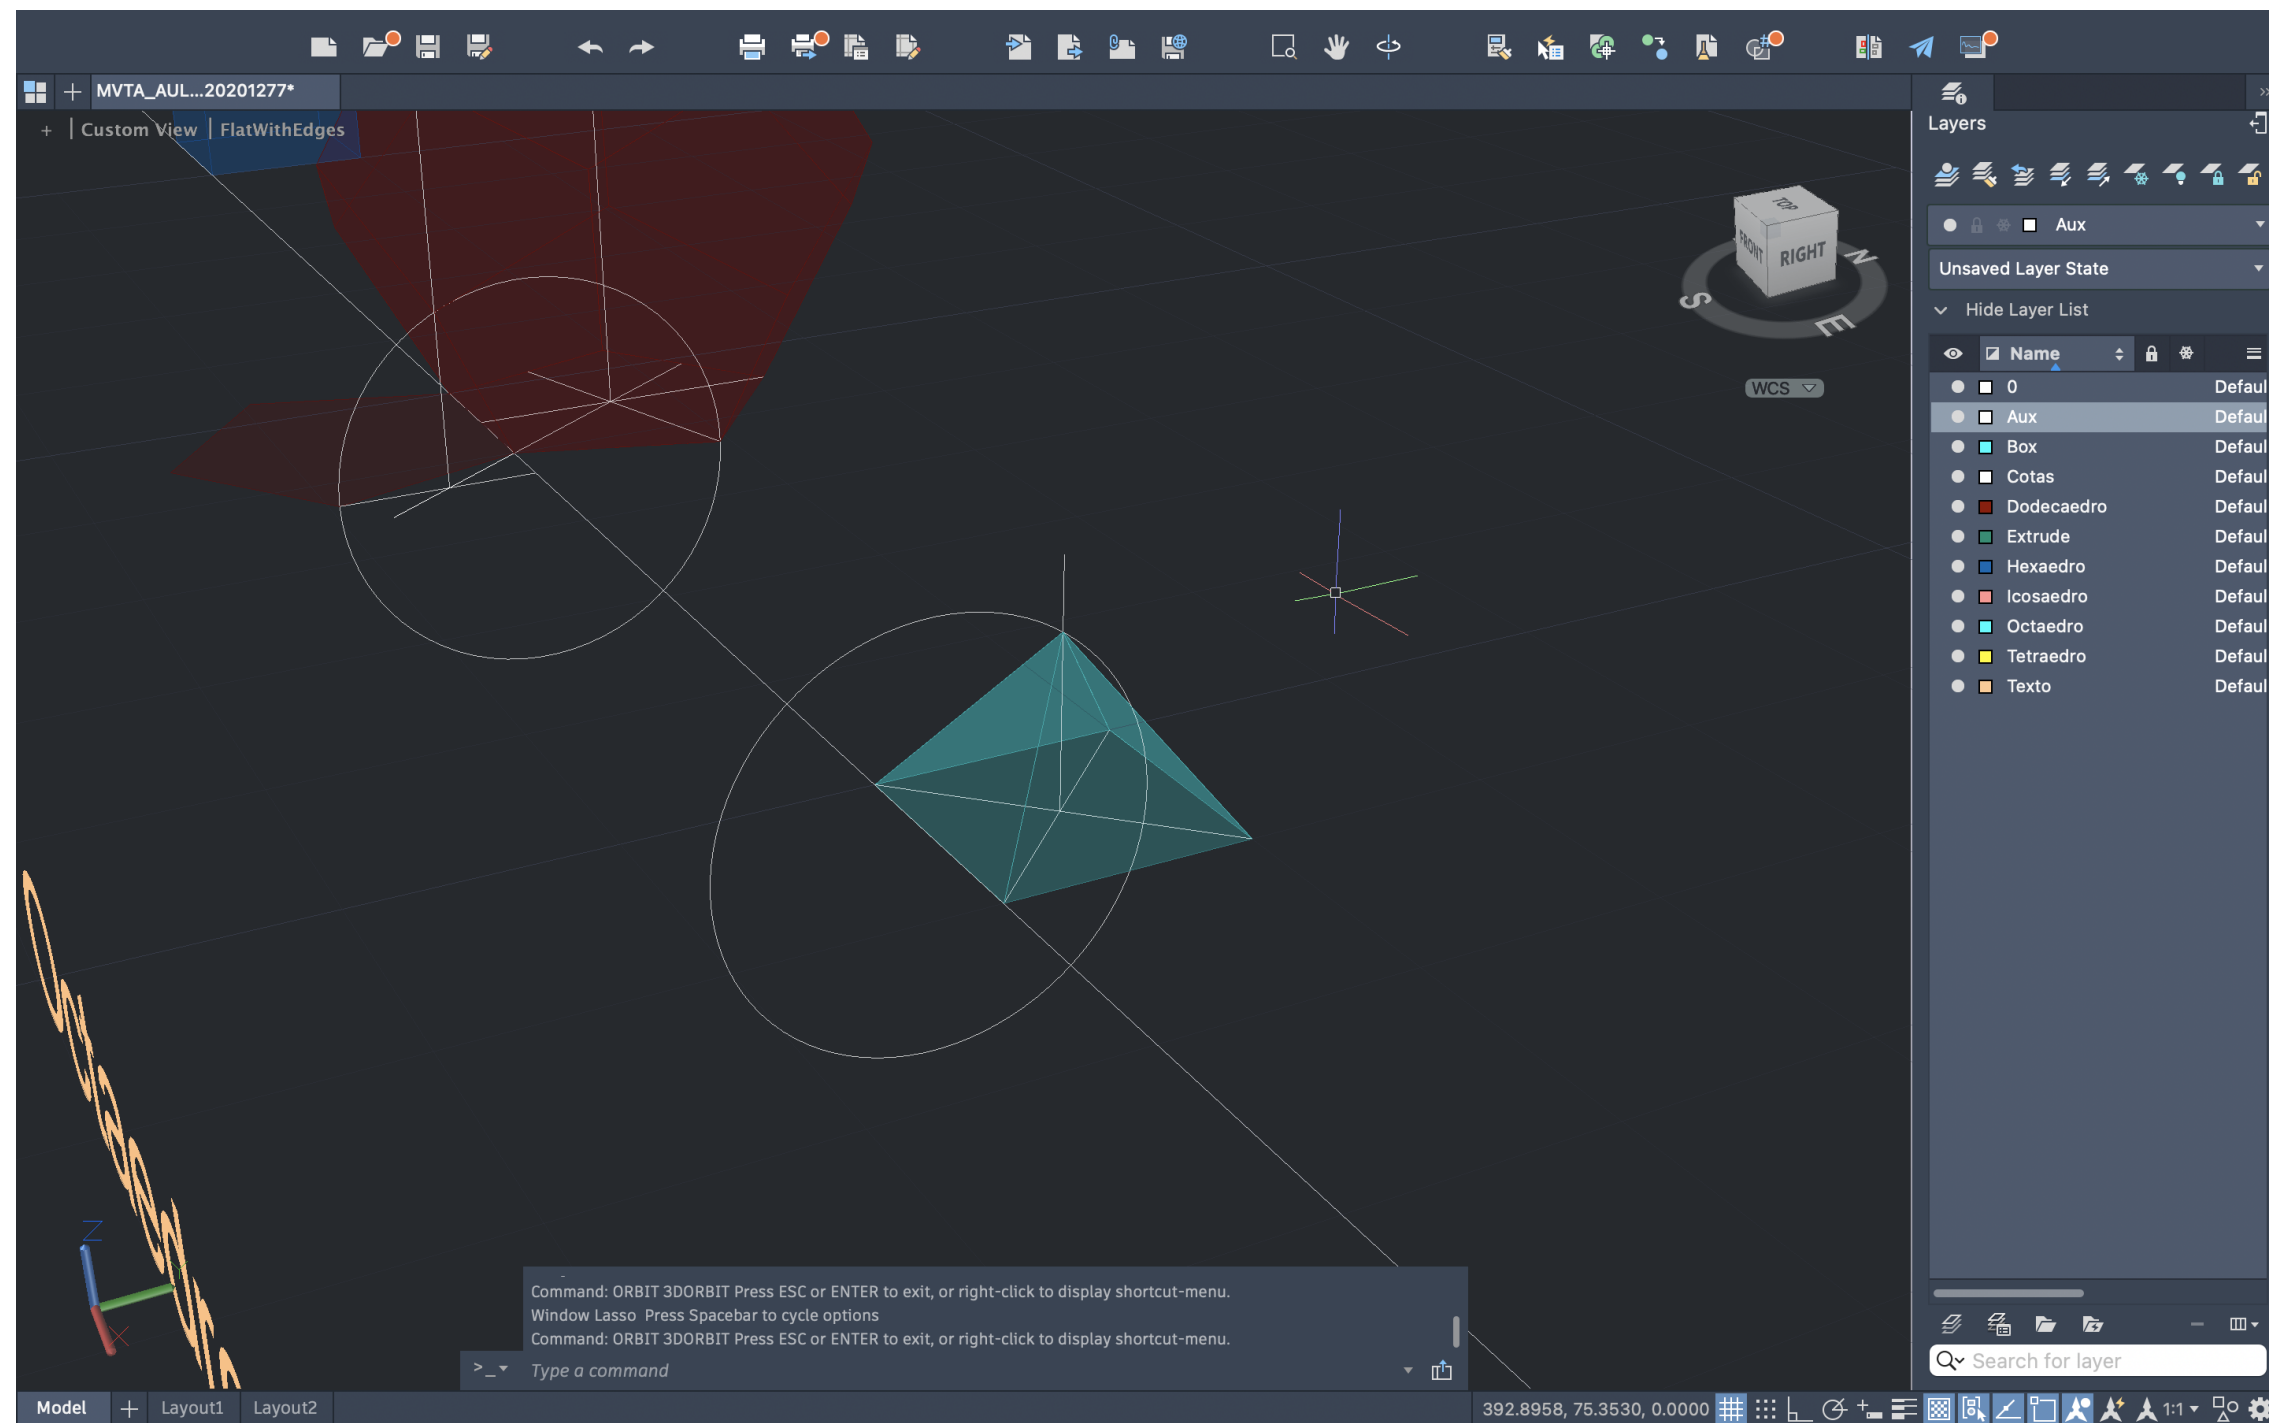 MVTA_AUL...20201277*
+ | Custom View | FlatWithEdges
TOP
FRONT
RIGHT
N
S
E
WCS
Layers
Aux
Unsaved Layer State
Hide Layer List
Name
0 Defaul
Aux Defaul
Box Defaul
Cotas Defaul
Dodecaedro Defaul
Extrude Defaul
Hexaedro Defaul
Icosaedro Defaul
Octaedro Defaul
Tetraedro Defaul
Texto Defaul
Search for layer
Z
Y
X
Command: ORBIT 3DORBIT Press ESC or ENTER to exit, or right-click to display shortcut-menu.
Window Lasso Press Spacebar to cycle options
Command: ORBIT 3DORBIT Press ESC or ENTER to exit, or right-click to display shortcut-menu.
>_ Type a command
Model + Layout1 Layout2
392.8958, 75.3530, 0.0000
1:1